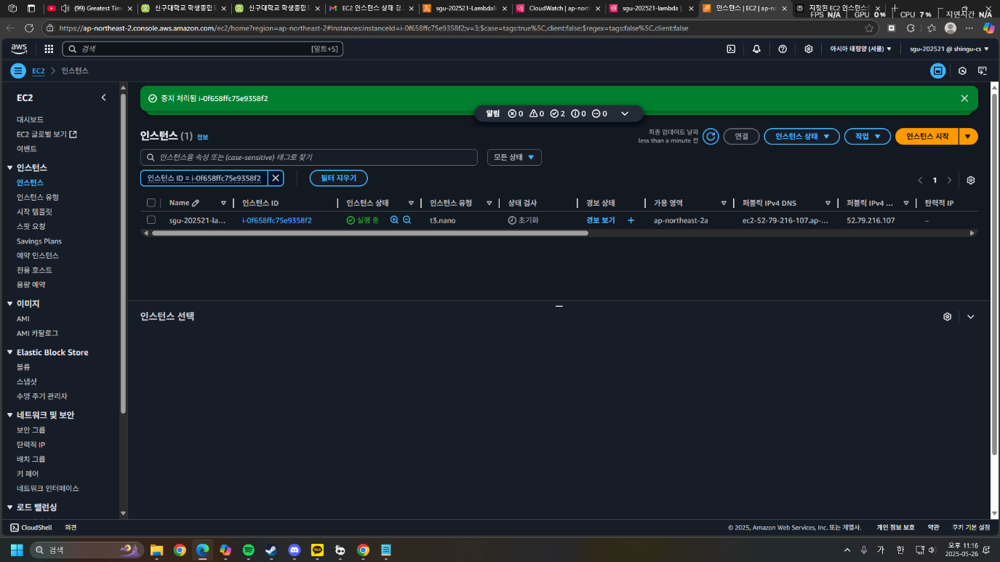 (99) Greatest Time
신구대학교 학생종합포
신구대학교 학생종합포
EC2 인스턴스 상태 경고
sgu-202521-LambdaB
CloudWatch | ap-nort
sgu-202521-lambda |
인스턴스 | EC2 | ap-no
지정된 EC2 인스턴스의
FPS N/A GPU 0 % CPU 7 % 지연시간 N/A
https://ap-northeast-2.console.aws.amazon.com/ec2/home?region=ap-northeast-2#Instances:instanceId=i-0f658ffc75e9358f2;v=3;$case=tags:true%5C,client:false;$regex=tags:false%5C,client:false
aws
검색
[알트+S]
아시아 태평양 (서울)
sgu-202521 @ shingu-cs
EC2
인스턴스
EC2
대시보드
EC2 글로벌 보기
이벤트
인스턴스
인스턴스
인스턴스 유형
시작 템플릿
스팟 요청
Savings Plans
예약 인스턴스
전용 호스트
용량 예약
이미지
AMI
AMI 카탈로그
Elastic Block Store
볼륨
스냅샷
수명 주기 관리자
네트워크 및 보안
보안 그룹
탄력적 IP
배치 그룹
키 페어
네트워크 인터페이스
로드 밸런싱
중지 처리됨 i-0f658ffc75e9358f2
알림 0 0 2 0 0
인스턴스 (1) 정보
최종 업데이트 날짜
less than a minute 전
연결
인스턴스 상태
작업
인스턴스 시작
인스턴스을 속성 또는 (case-sensitive) 태그로 찾기
모든 상태
인스턴스 ID = i-0f658ffc75e9358f2
필터 지우기
1
Name 인스턴스 ID 인스턴스 상태 인스턴스 유형 상태 검사 경보 상태 가용 영역 퍼블릭 IPv4 DNS 퍼블릭 IPv4 ... 탄력적 IP
sgu-202521-la... i-0f658ffc75e9358f2 실행 중 t3.nano 초기화 경보 보기 + ap-northeast-2a ec2-52-79-216-107.ap-... 52.79.216.107 –
인스턴스 선택
CloudShell
의견
© 2025, Amazon Web Services, Inc. 또는 계열사.
개인 정보 보호
약관
쿠키 기본 설정
검색
TALK
가
한
오후 11:16
2025-05-26